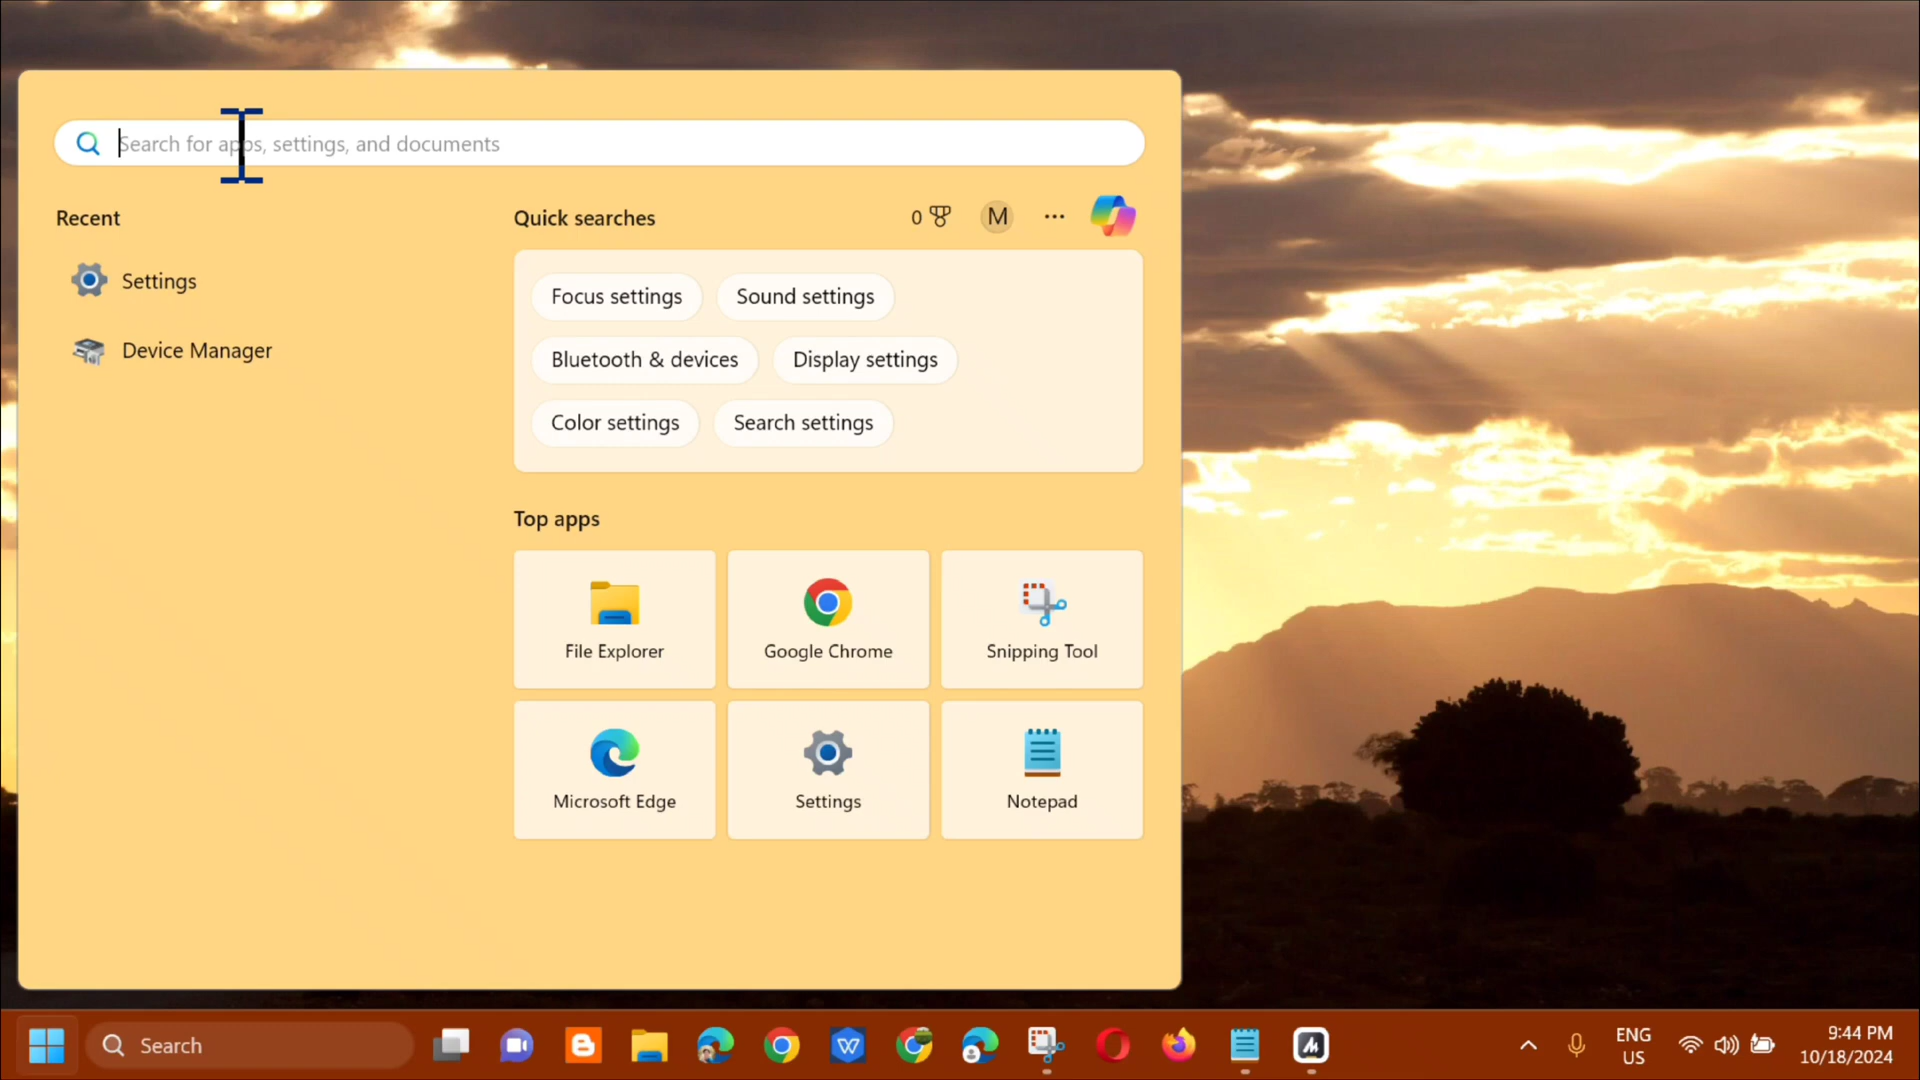 Search for apps, settings, and documents
Recent
Settings
Device Manager
Quick searches
0
M
Focus settings
Sound settings
Bluetooth & devices
Display settings
Color settings
Search settings
Top apps
File Explorer
Google Chrome
Snipping Tool
Microsoft Edge
Settings
Notepad
Search
ENG
US
9:44 PM
10/18/2024